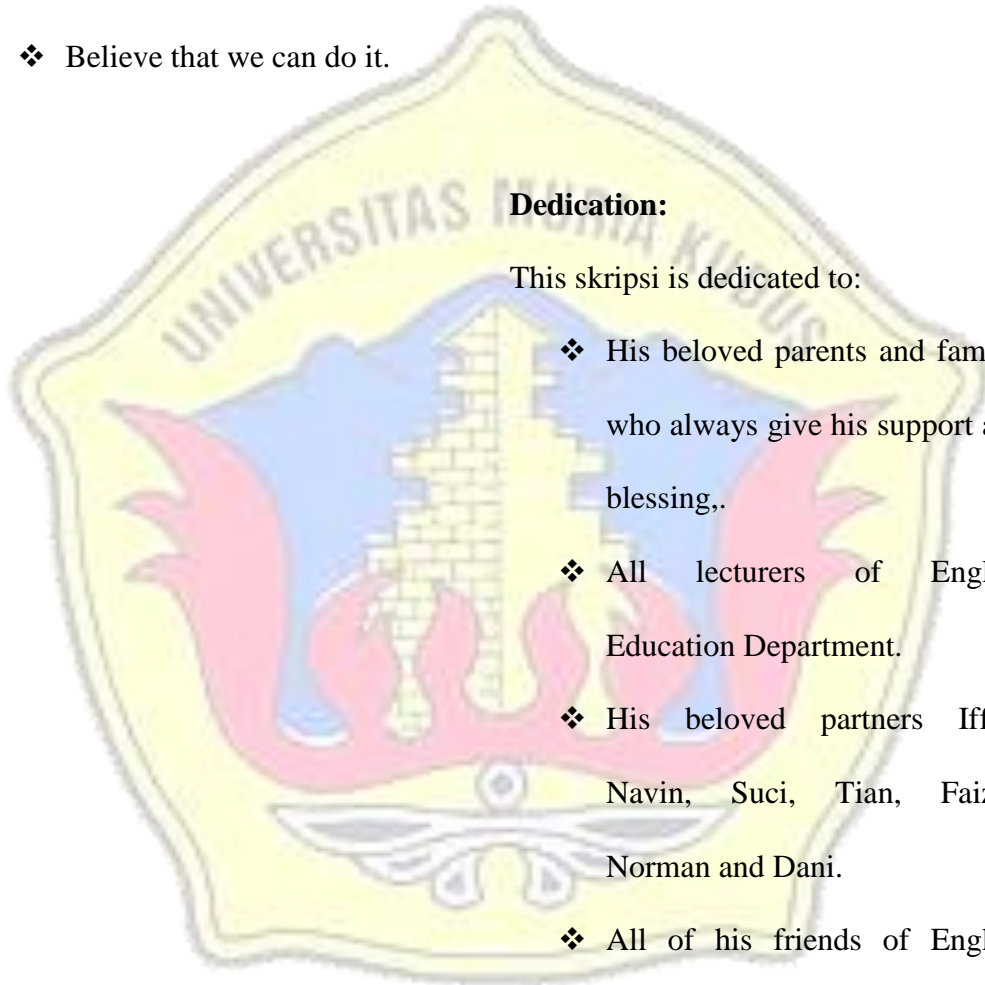 ❖ Believe that we can do it.
UNIVERSITAS MURIA KUDUS
Dedication:
This skripsi is dedicated to:
❖ His beloved parents and fam
who always give his support a
blessing,.
❖ All lecturers of Engl
Education Department.
❖ His beloved partners Iff
Navin, Suci, Tian, Faiz
Norman and Dani.
❖ All of his friends of Engl